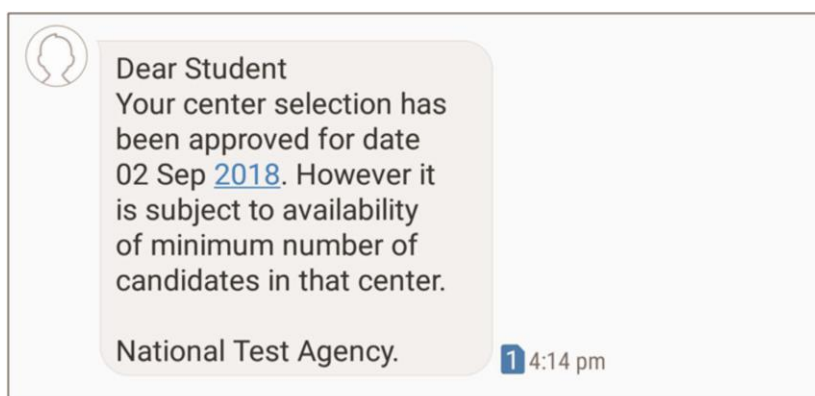 Dear Student
Your center selection has
been approved for date
02 Sep 2018. However it
is subject to availability
of minimum number of
candidates in that center.
National Test Agency.
1 4:14 pm